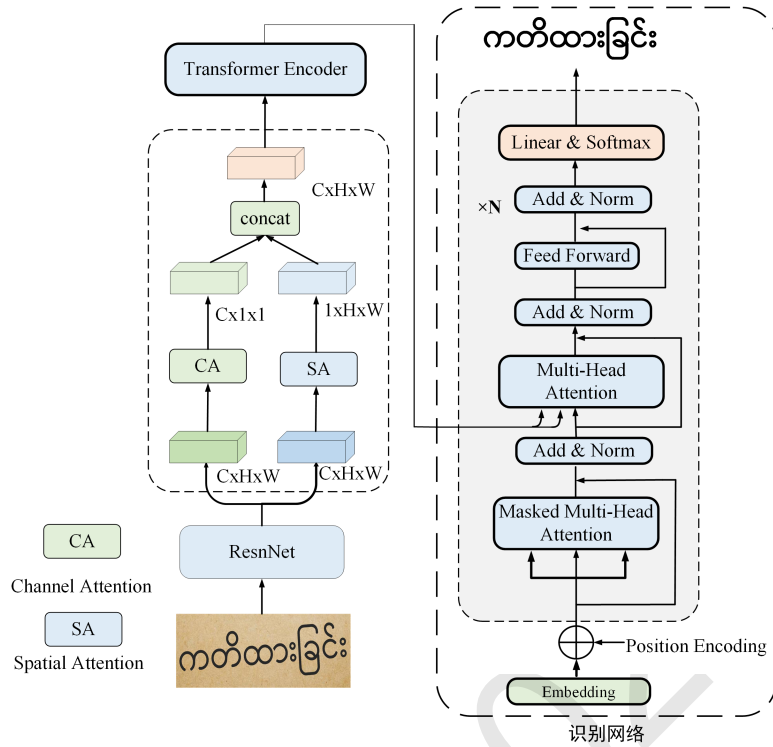 Transformer Encoder
CxHxW
concat
Cx1x1
1xHxW
CA
SA
CxHxW
CxHxW
ResnNet
CA
Channel Attention
SA
Spatial Attention
ကတိထားခြင်း
ကတိထားခြင်း
Linear & Softmax
×N
Add & Norm
Feed Forward
Add & Norm
Multi-Head
Attention
Add & Norm
Masked Multi-Head
Attention
Position Encoding
Embedding
识别网络